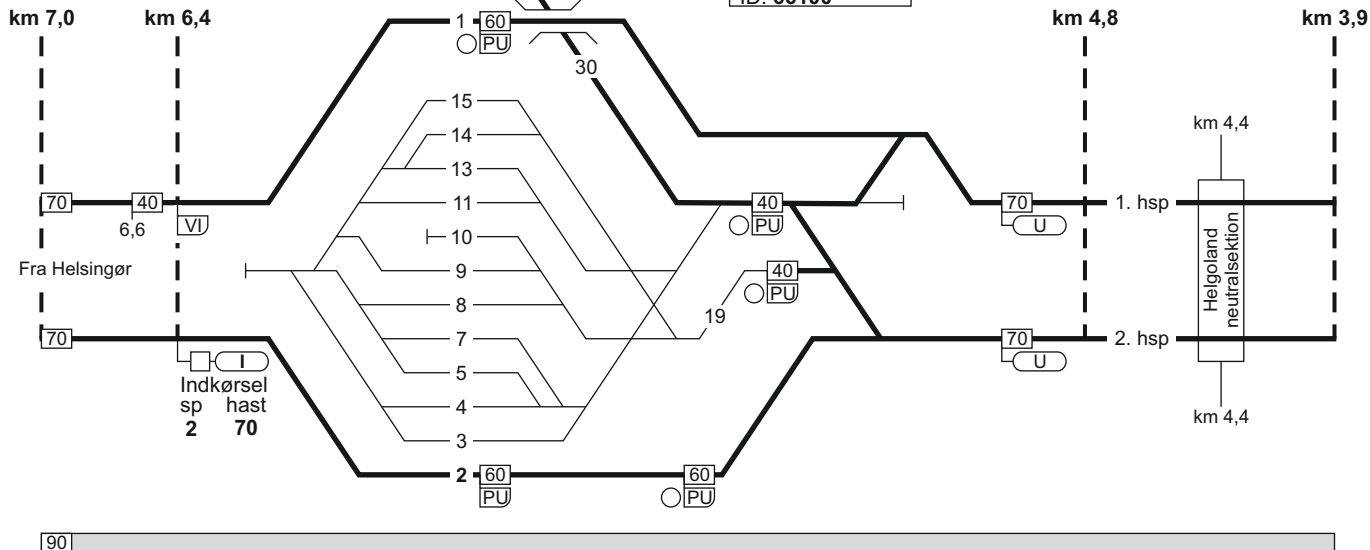 ID: 66100
km 7,0
km 6,4
km 4,8
km 3,9
1
60
PU
30
15
14
km 4,4
13
70
40
11
40
70
1. hsp
6,6
VI
PU
U
10
Fra Helsingør
9
40
PU
8
19
Helgoland
neutralsektion
70
7
70
2. hsp
I
U
Indkørsel
sp hast
2 70
5
4
km 4,4
3
2
60
60
PU
PU
90